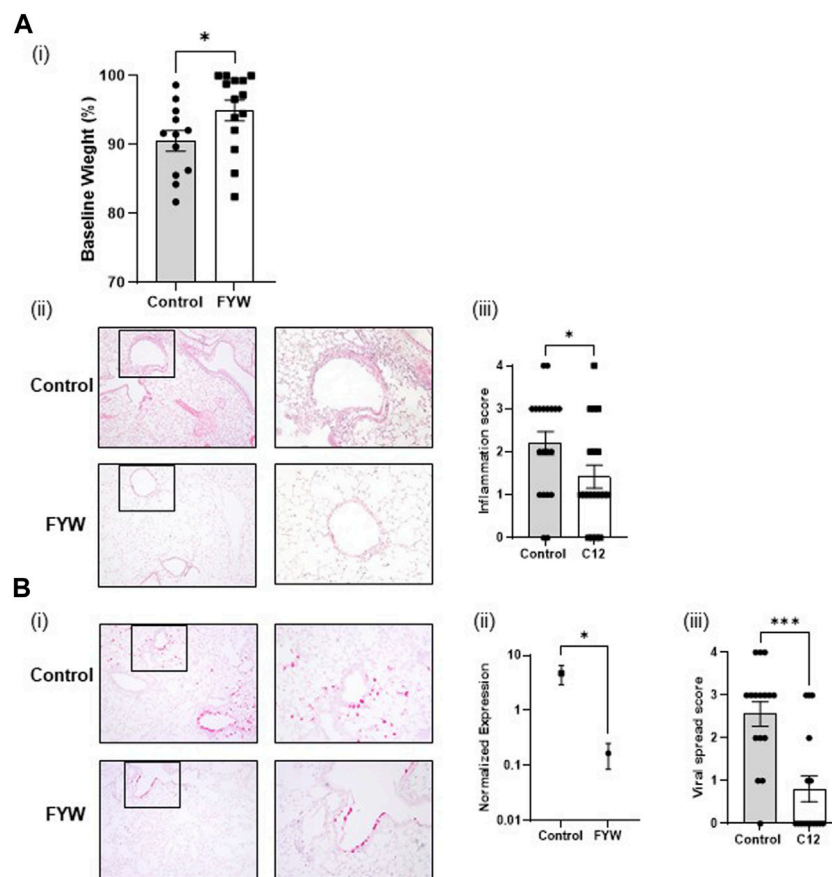 A
(i)
*
Baseline Wieght (%)
100
90
80
70
Control FYW
(ii)
Control
FYW
(iii)
*
Inflammation score
4
3
2
1
0
Control C12
B
(i)
Control
FYW
(ii)
*
Normalized Expression
10
1
0.1
0.01
Control FYW
(iii)
***
Viral spread score
4
3
2
1
0
Control C12